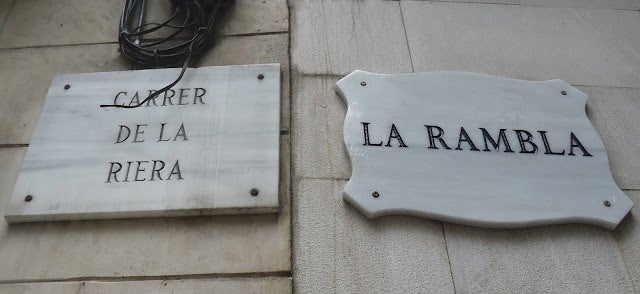 CARRER
DE LA
RIERA
LA RAMBLA